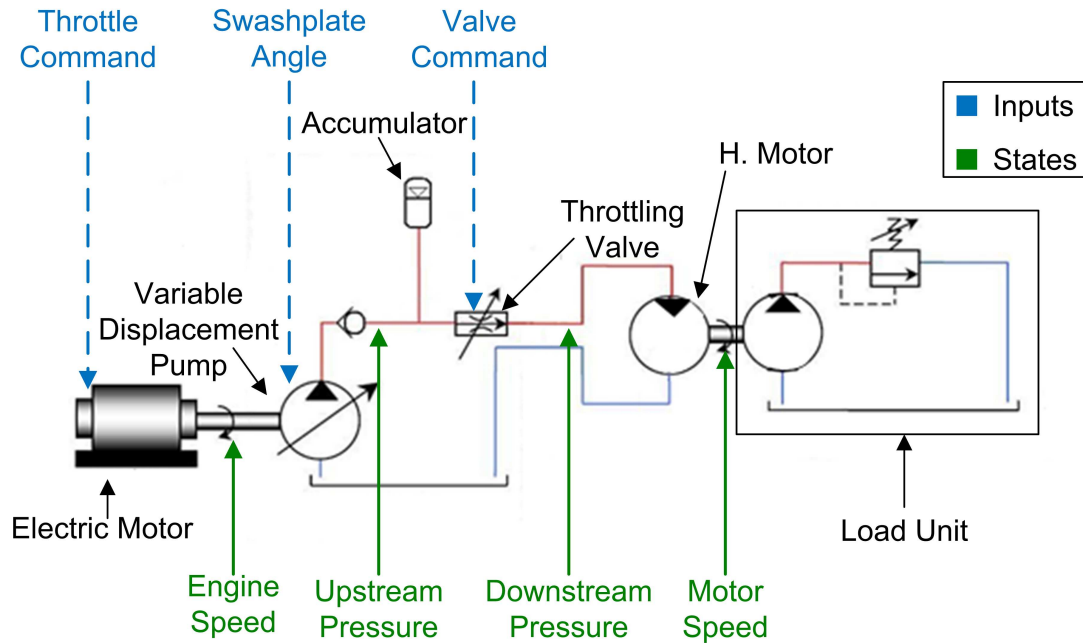 Throttle
Command
Swashplate
Angle
Valve
Command
Inputs
States
Accumulator
H. Motor
Throttling
Valve
Variable
Displacement
Pump
Electric Motor
Load Unit
Engine
Speed
Upstream
Pressure
Downstream
Pressure
Motor
Speed